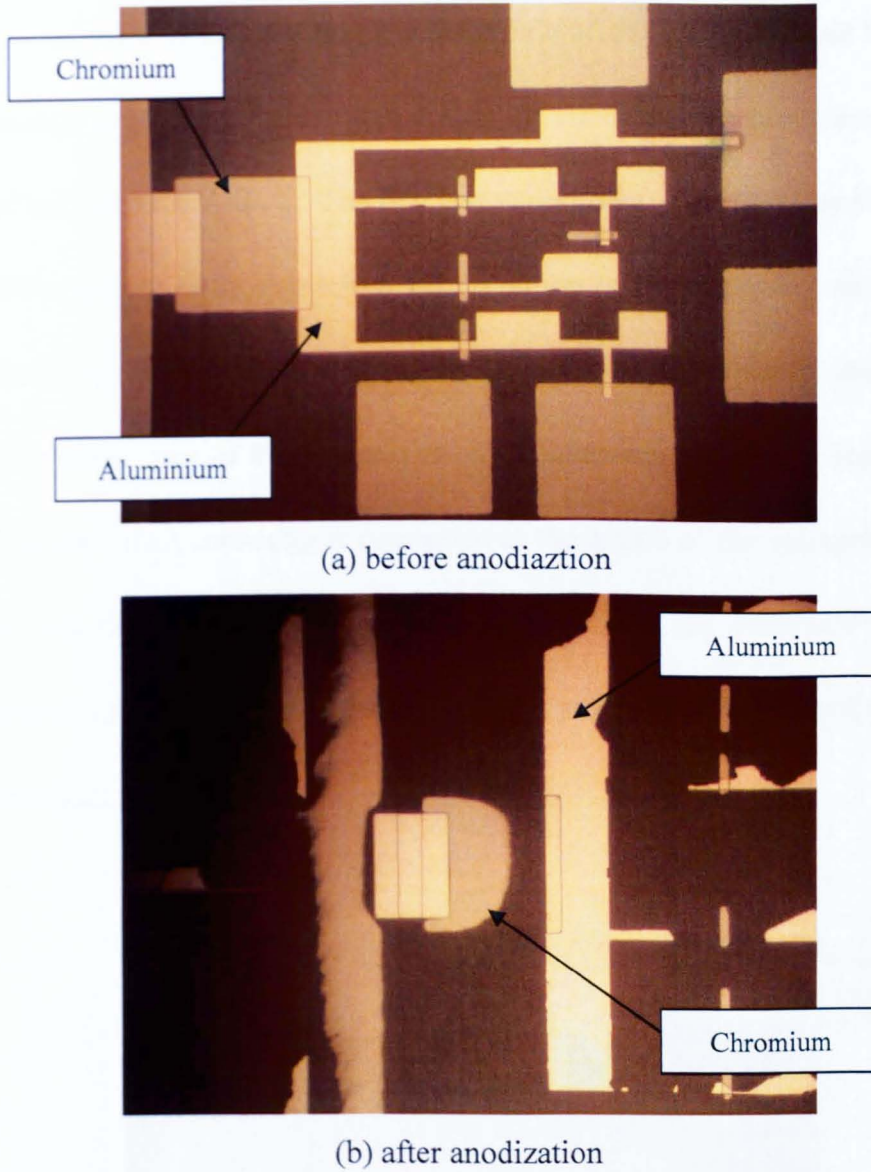 Chromium
Aluminium
(a) before anodiaztion
Aluminium
Chromium
(b) after anodization